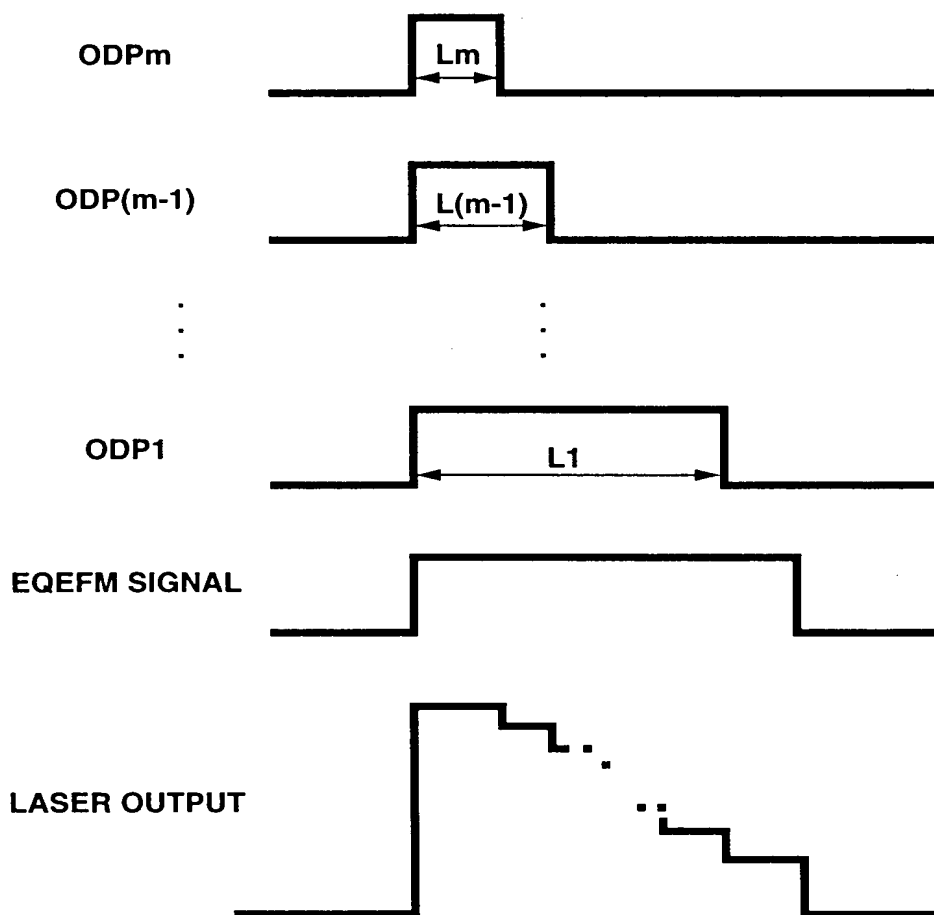 ODPm
Lm
ODP(m-1)
L(m-1)
ODP1
L1
EQEFM SIGNAL
LASER OUTPUT